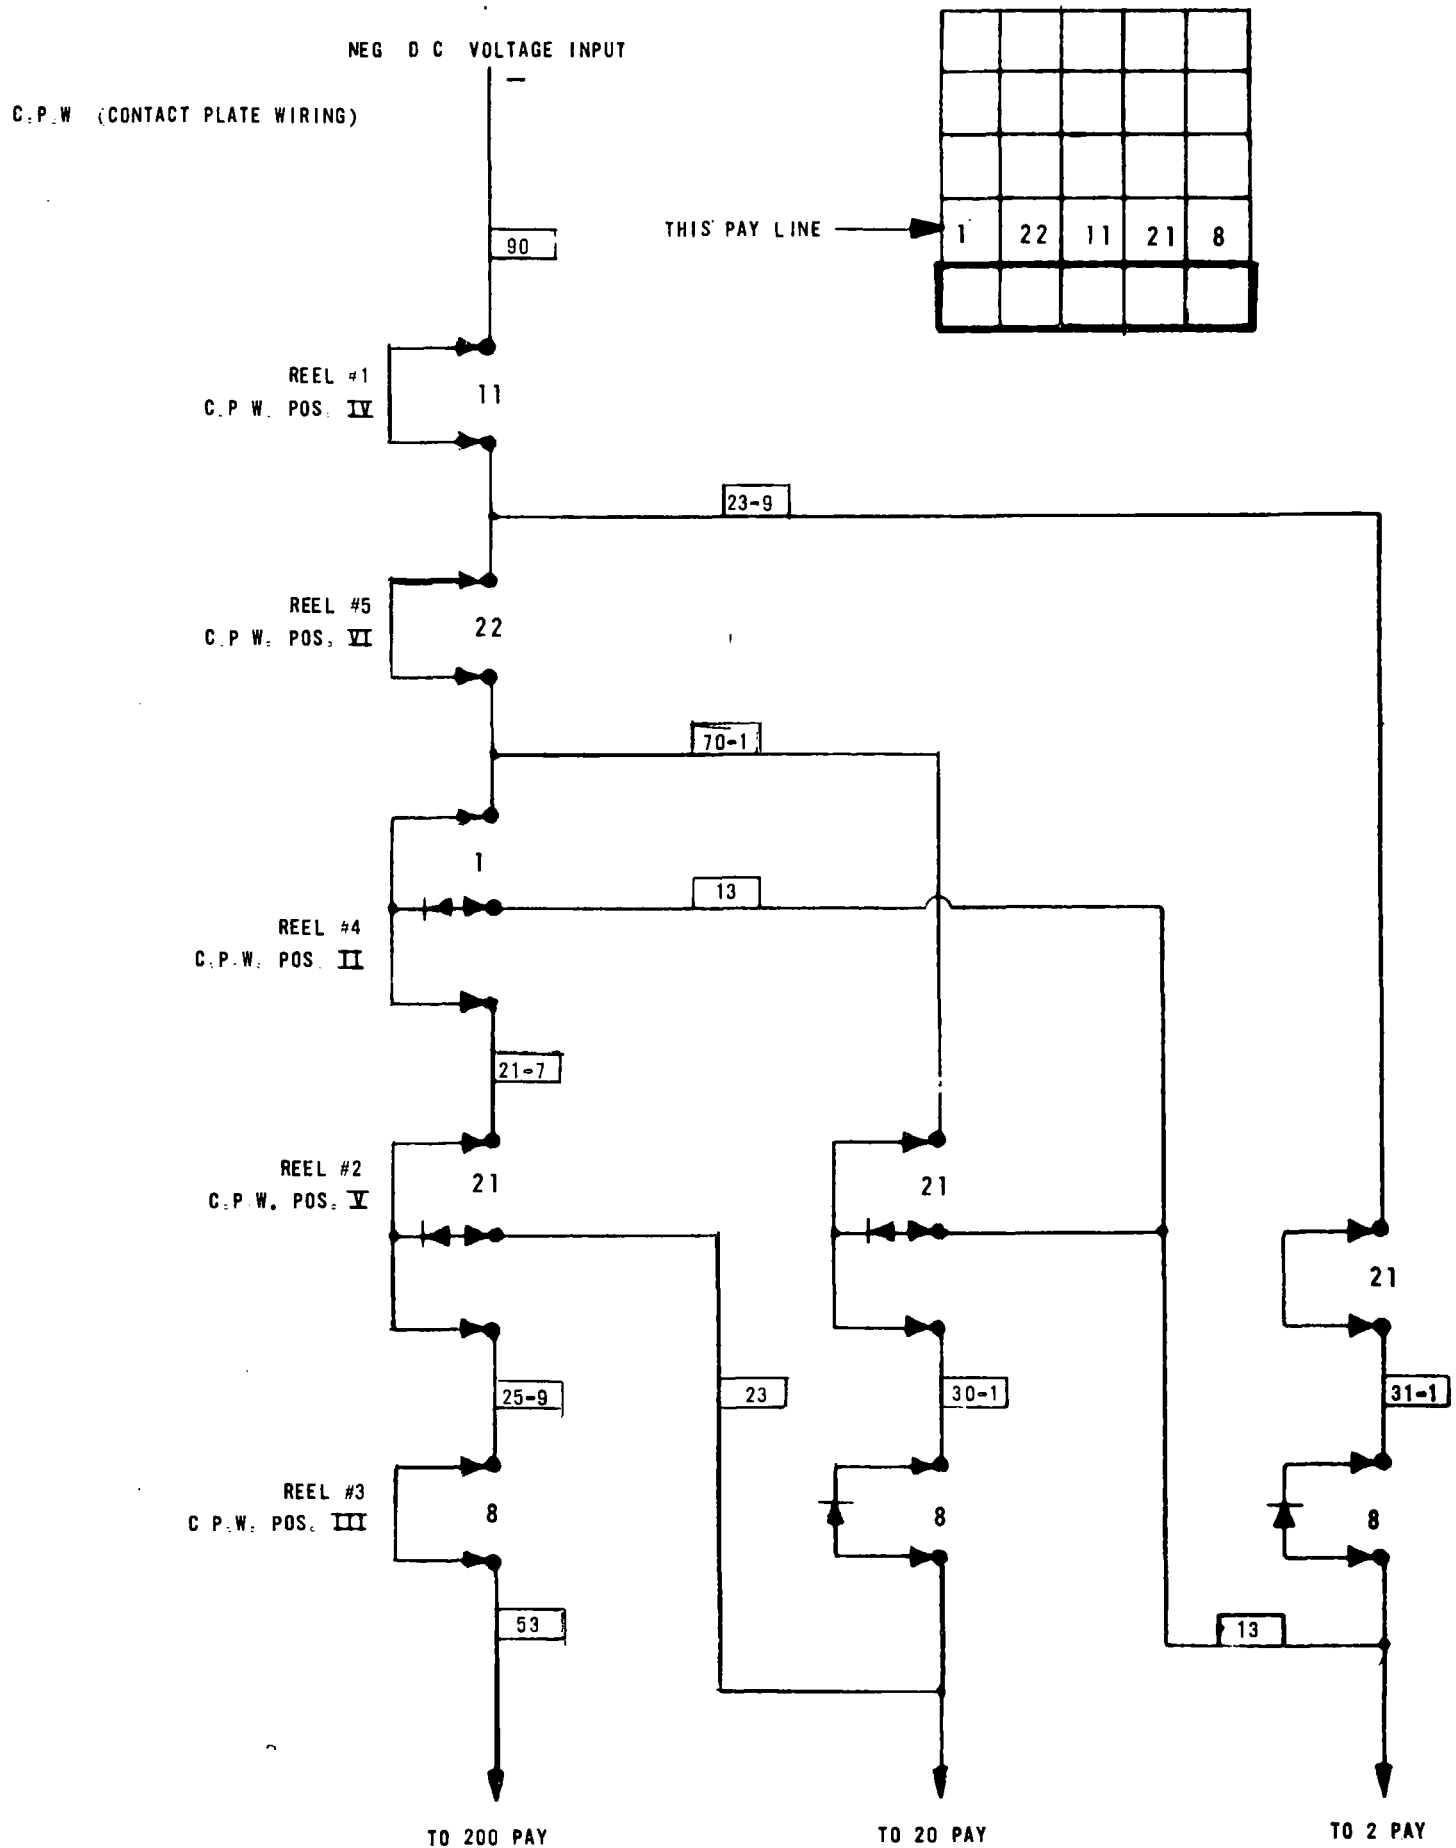 NEG D C VOLTAGE INPUT
−
C.P.W (CONTACT PLATE WIRING)
90
THIS PAY LINE
1 22 11 21 8
REEL #1
C.P W. POS. IV
11
23-9
REEL #5
C.P W. POS. VI
22
70-1
1
13
REEL #4
C.P.W. POS. II
21-7
REEL #2
C.P.W. POS. V
21
21
21
25-9
23
30-1
31-1
REEL #3
C P.W. POS. III
8
8
8
53
13
TO 200 PAY
TO 20 PAY
TO 2 PAY